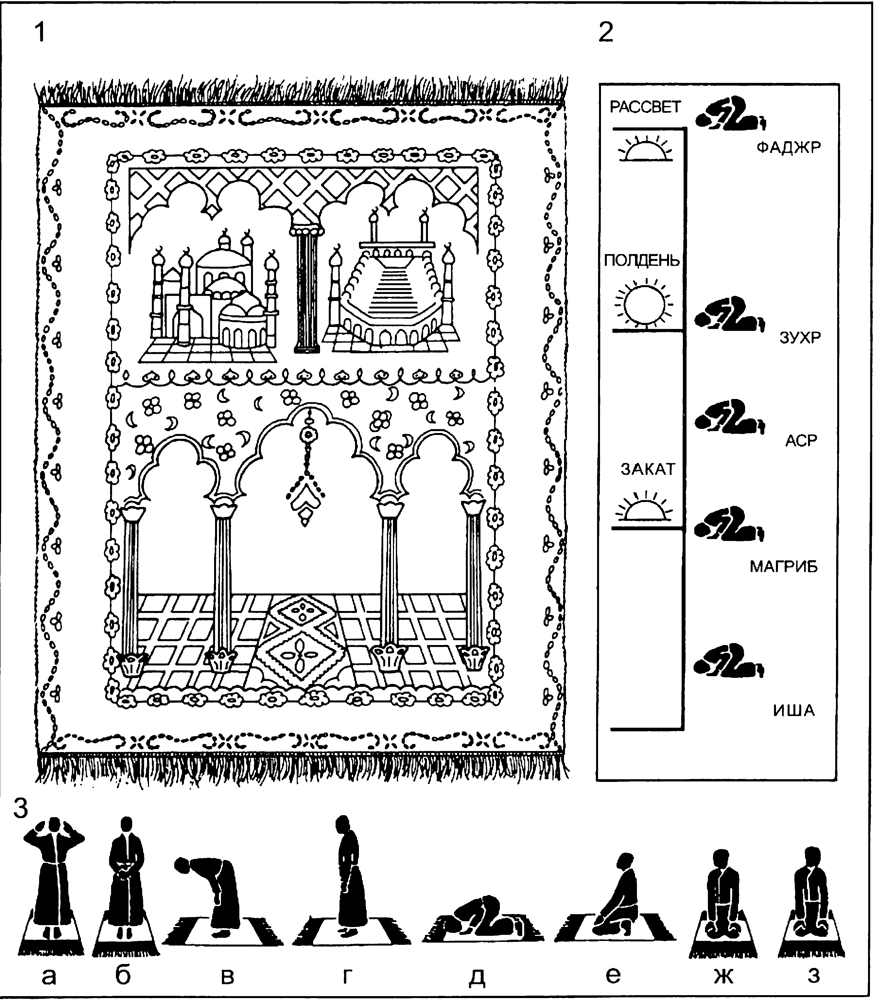 1
2
РАССВЕТ
ФАДЖР
ПОЛДЕНЬ
ЗУХР
АСР
ЗАКАТ
МАГРИБ
ИША
3
а б в г д е ж з